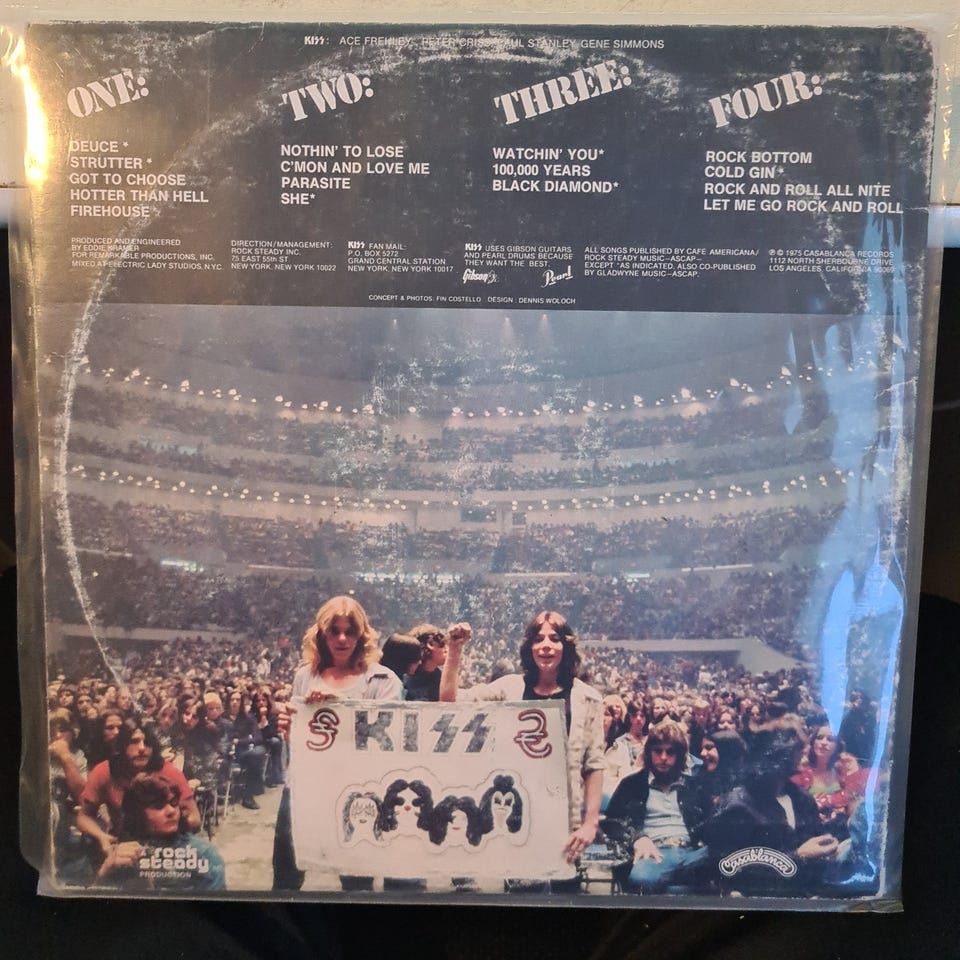 KISS: ACE FREHLEY, PETER CRISS, PAUL STANLEY, GENE SIMMONS
ONE:
DEUCE *
STRUTTER *
GOT TO CHOOSE
HOTTER THAN HELL
FIREHOUSE *
TWO:
NOTHIN' TO LOSE
C'MON AND LOVE ME
PARASITE
SHE*
THREE:
WATCHIN' YOU*
100,000 YEARS
BLACK DIAMOND*
FOUR:
ROCK BOTTOM
COLD GIN *
ROCK AND ROLL ALL NITE
LET ME GO ROCK AND ROLL
PRODUCED AND ENGINEERED
BY EDDIE KRAMER
FOR REMARKABLE PRODUCTIONS, INC.
MIXED AT ELECTRIC LADY STUDIOS, N.Y.C.
DIRECTION/MANAGEMENT:
ROCK STEADY INC.
75 EAST 55th ST
NEW YORK, NEW YORK 10022
KISS FAN MAIL:
P.O. BOX 5272
GRAND CENTRAL STATION
NEW YORK, NEW YORK 10017
KISS USES GIBSON GUITARS
AND PEARL DRUMS BECAUSE
THEY WANT THE BEST.
Gibson Pearl
ALL SONGS PUBLISHED BY CAFE AMERICANA/
ROCK STEADY MUSIC-ASCAP-
EXCEPT *AS INDICATED, ALSO CO-PUBLISHED
BY GLADWYNE MUSIC-ASCAP.
℗ © 1975 CASABLANCA RECORDS
1112 NORTH SHERBOURNE DRIVE
LOS ANGELES, CALIFORNIA 90069
CONCEPT & PHOTOS: FIN COSTELLO DESIGN: DENNIS WOLOCH
KISS
rock
steady
PRODUCTION
Casablanca